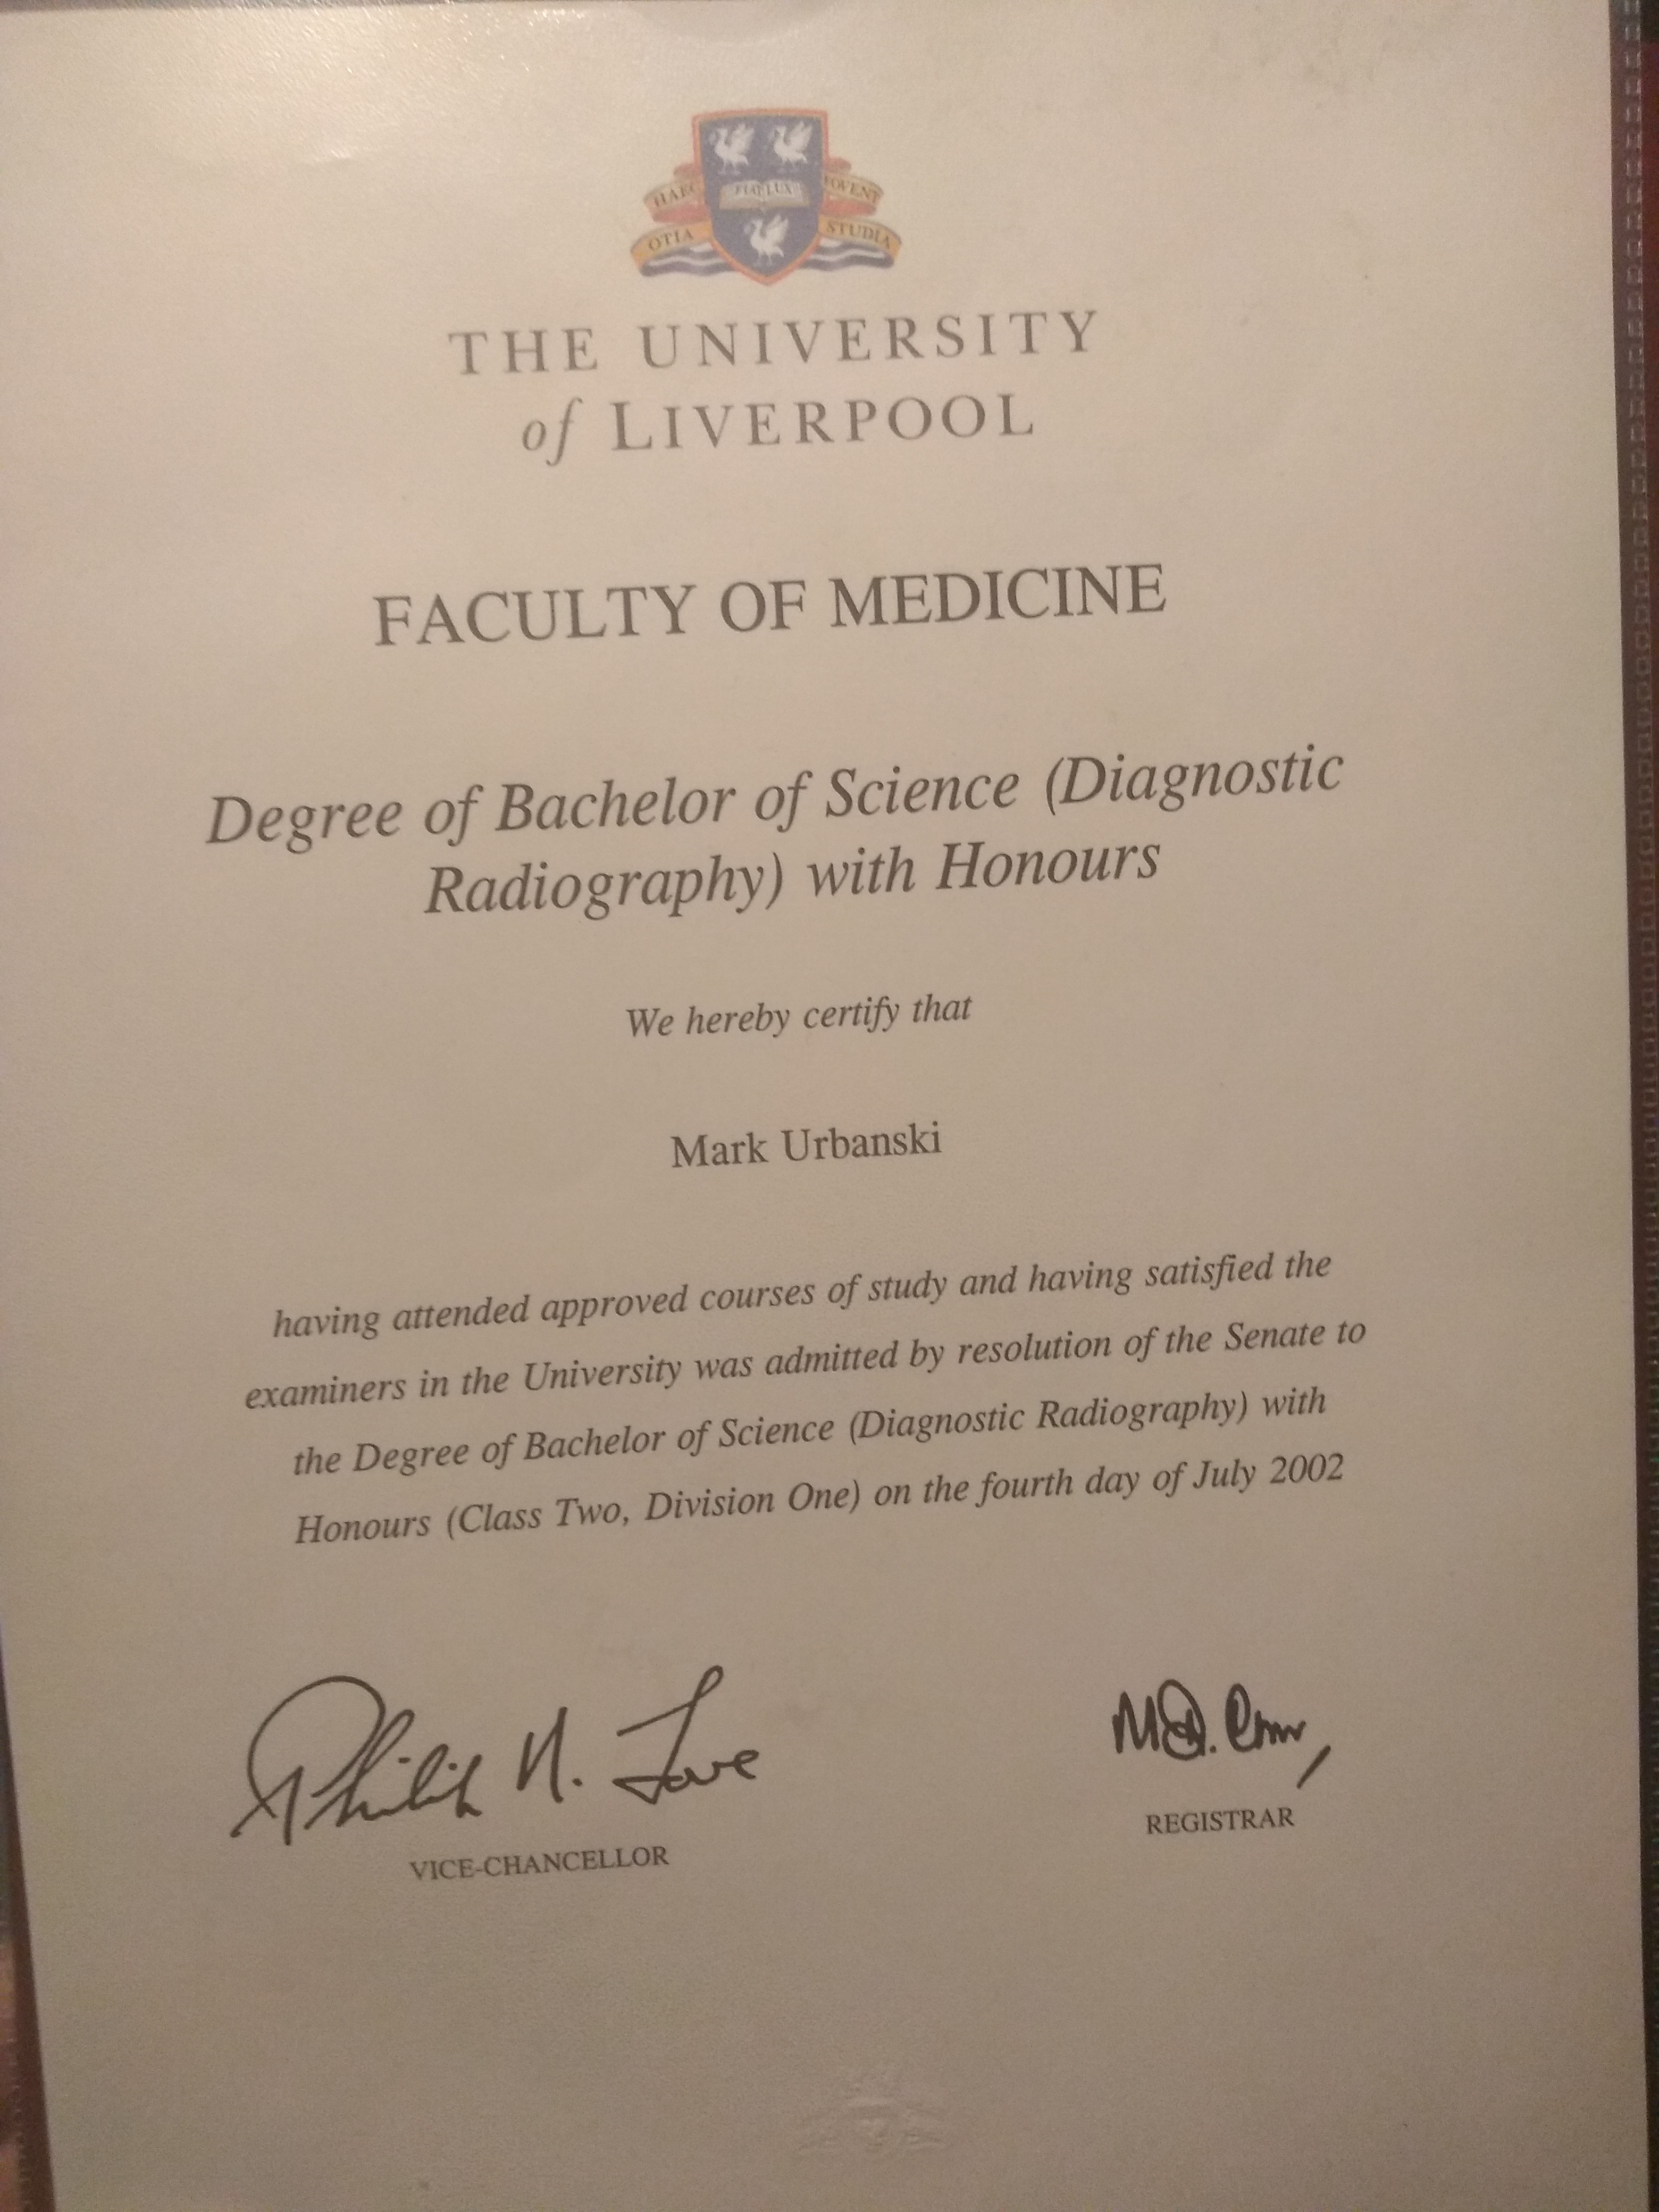 HAEC
FIAT LUX
FOVENT
OTIA
STUDIA
THE UNIVERSITY
of LIVERPOOL
FACULTY OF MEDICINE
Degree of Bachelor of Science (Diagnostic
Radiography) with Honours
We hereby certify that
Mark Urbanski
having attended approved courses of study and having satisfied the
examiners in the University was admitted by resolution of the Senate to
the Degree of Bachelor of Science (Diagnostic Radiography) with
Honours (Class Two, Division One) on the fourth day of July 2002
Philip N. Love
VICE-CHANCELLOR
REGISTRAR